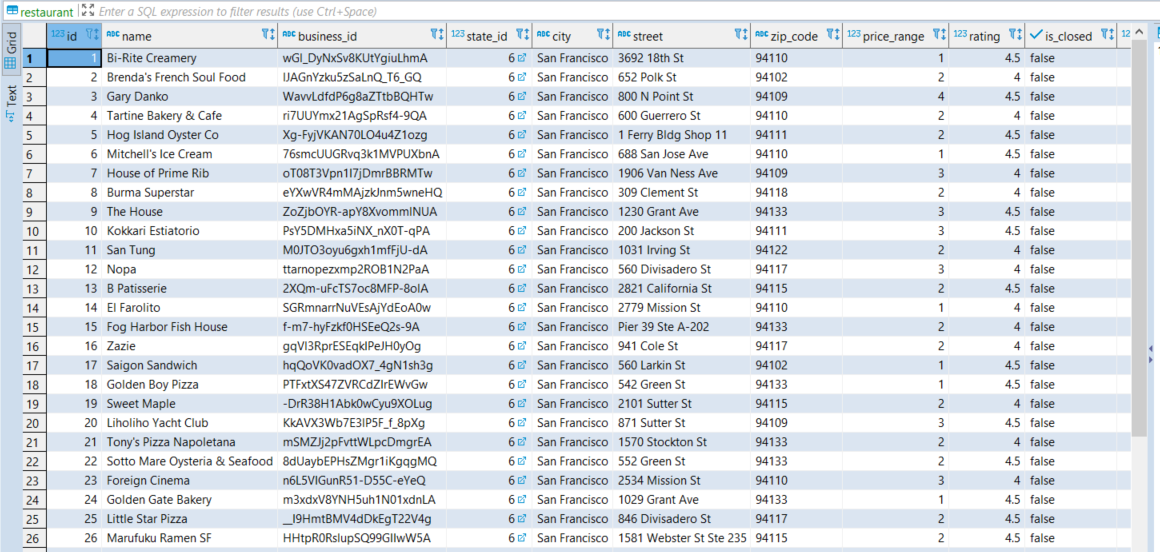 restaurant Enter a SQL expression to filter results (use Ctrl+Space)
Grid
Text
123 id ABC name ABC business_id 123 state_id ABC city ABC street ABC zip_code 123 price_range 123 rating is_closed
1 1 Bi-Rite Creamery wGl_DyNxSv8KUtYgiuLhmA 6 San Francisco 3692 18th St 94110 1 4.5 false
2 2 Brenda's French Soul Food lJAGnYzku5zSaLnQ_T6_GQ 6 San Francisco 652 Polk St 94102 2 4 false
3 3 Gary Danko WavvLdfdP6g8aZTtbBQHTw 6 San Francisco 800 N Point St 94109 4 4.5 false
4 4 Tartine Bakery & Cafe ri7UUYmx21AgSpRsf4-9QA 6 San Francisco 600 Guerrero St 94110 2 4 false
5 5 Hog Island Oyster Co Xg-FyjVKAN70LO4u4Z1ozg 6 San Francisco 1 Ferry Bldg Shop 11 94111 2 4.5 false
6 6 Mitchell's Ice Cream 76smcUUGRvq3k1MVPUXbnA 6 San Francisco 688 San Jose Ave 94110 1 4.5 false
7 7 House of Prime Rib oT08T3Vpn1I7jDmrBBRMTw 6 San Francisco 1906 Van Ness Ave 94109 3 4 false
8 8 Burma Superstar eYXwVR4mMAjzkJnm5wneHQ 6 San Francisco 309 Clement St 94118 2 4 false
9 9 The House ZoZjbOYR-apY8XvommlNUA 6 San Francisco 1230 Grant Ave 94133 3 4.5 false
10 10 Kokkari Estiatorio PsY5DMHxa5iNX_nX0T-qPA 6 San Francisco 200 Jackson St 94111 3 4.5 false
11 11 San Tung M0JTO3oyu6gxh1mfFjU-dA 6 San Francisco 1031 Irving St 94122 2 4 false
12 12 Nopa ttarnopezxmp2ROB1N2PaA 6 San Francisco 560 Divisadero St 94117 3 4 false
13 13 B Patisserie 2XQm-uFcTS7oc8MFP-8olA 6 San Francisco 2821 California St 94115 2 4.5 false
14 14 El Farolito SGRmnarrNuVEsAjYdEoA0w 6 San Francisco 2779 Mission St 94110 1 4 false
15 15 Fog Harbor Fish House f-m7-hyFzkf0HSEeQ2s-9A 6 San Francisco Pier 39 Ste A-202 94133 2 4 false
16 16 Zazie gqVl3RprESEqkIPeJH0yOg 6 San Francisco 941 Cole St 94117 2 4 false
17 17 Saigon Sandwich hqQoVK0vadOX7_4gN1sh3g 6 San Francisco 560 Larkin St 94102 1 4.5 false
18 18 Golden Boy Pizza PTFxtXS47ZVRCdZIrEWvGw 6 San Francisco 542 Green St 94133 1 4.5 false
19 19 Sweet Maple -DrR38H1Abk0wCyu9XOLug 6 San Francisco 2101 Sutter St 94115 2 4 false
20 20 Liholiho Yacht Club KkAVX3Wb7E3IP5F_f_8pXg 6 San Francisco 871 Sutter St 94109 3 4.5 false
21 21 Tony's Pizza Napoletana mSMZJj2pFvttWLpcDmgrEA 6 San Francisco 1570 Stockton St 94133 2 4 false
22 22 Sotto Mare Oysteria & Seafood 8dUaybEPHsZMgr1iKgqgMQ 6 San Francisco 552 Green St 94133 2 4.5 false
23 23 Foreign Cinema n6L5VIGunR51-D55C-eYeQ 6 San Francisco 2534 Mission St 94110 3 4 false
24 24 Golden Gate Bakery m3xdxV8YNH5uh1N01xdnLA 6 San Francisco 1029 Grant Ave 94133 1 4.5 false
25 25 Little Star Pizza __I9HmtBMV4dDkEgT22V4g 6 San Francisco 846 Divisadero St 94117 2 4.5 false
26 26 Marufuku Ramen SF HHtpR0RslupSQ99GIIwW5A 6 San Francisco 1581 Webster St Ste 235 94115 2 4.5 false